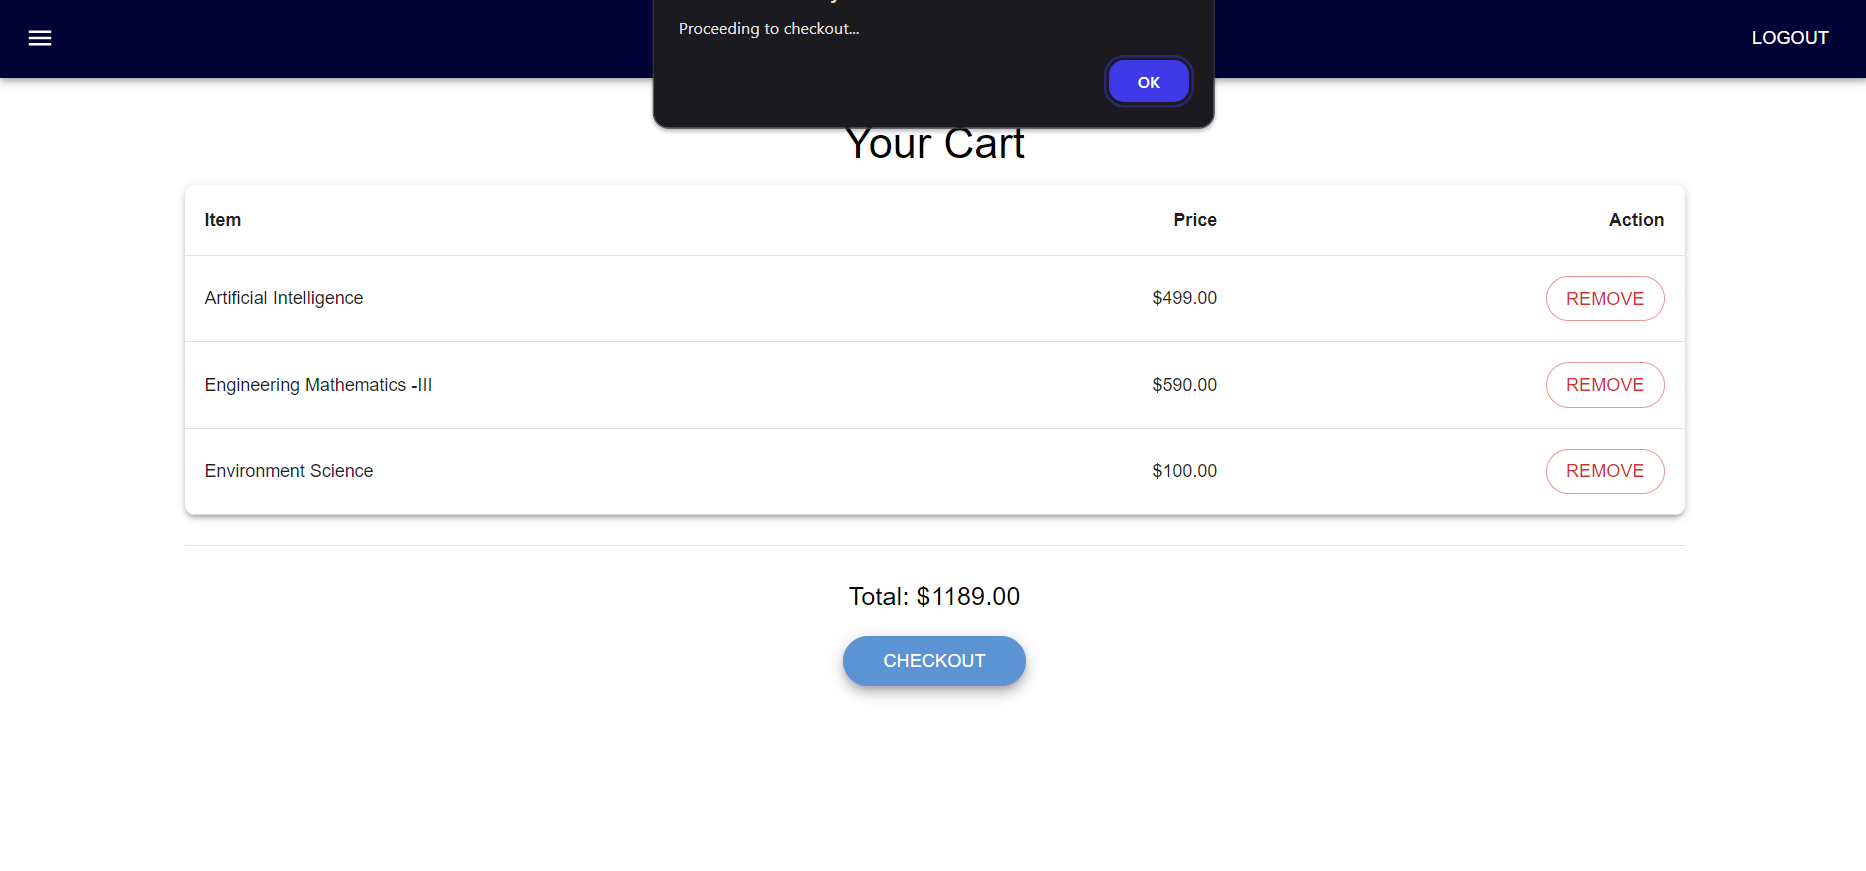 Proceeding to checkout...
OK
LOGOUT
Your Cart
Item Price Action
Artificial Intelligence $499.00 REMOVE
Engineering Mathematics -III $590.00 REMOVE
Environment Science $100.00 REMOVE
Total: $1189.00
CHECKOUT